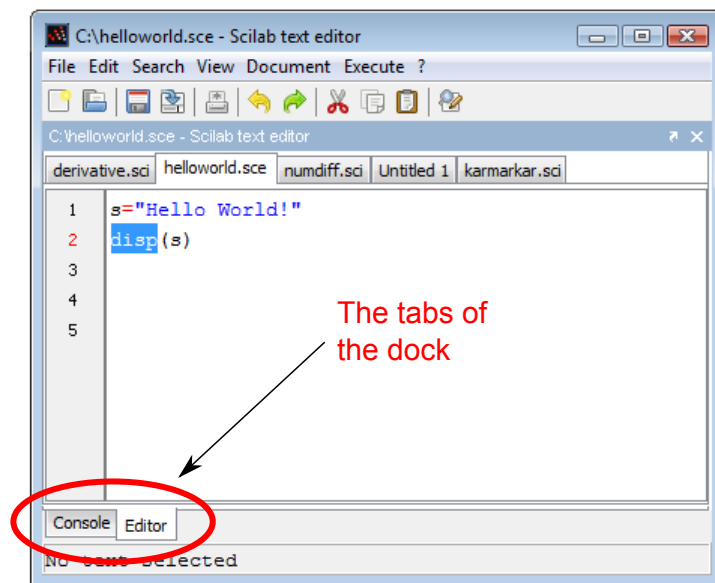 C:\helloworld.sce - Scilab text editor
File Edit Search View Document Execute ?
C:\helloworld.sce - Scilab text editor
derivative.sci helloworld.sce numdiff.sci Untitled 1 karmarkar.sci
1 s="Hello World!"
2 disp(s)
3
4
5
The tabs of
the dock
Console Editor
No text selected